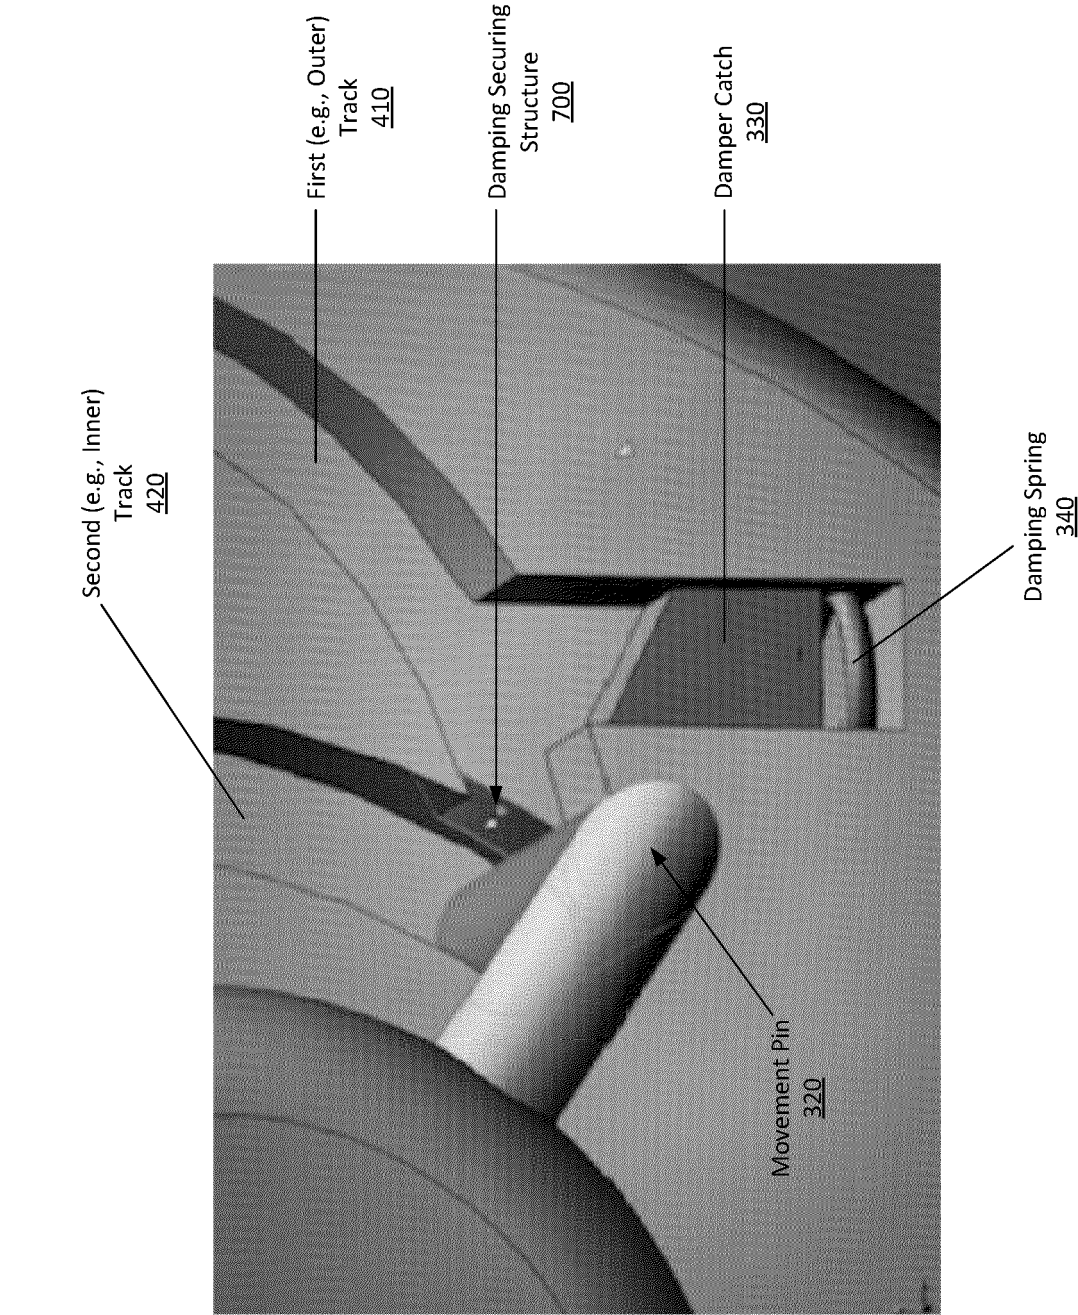 Second (e.g., Inner)
Track
420
First (e.g., Outer)
Track
410
Damping Securing
Structure
700
Damper Catch
330
Movement Pin
320
Damping Spring
340